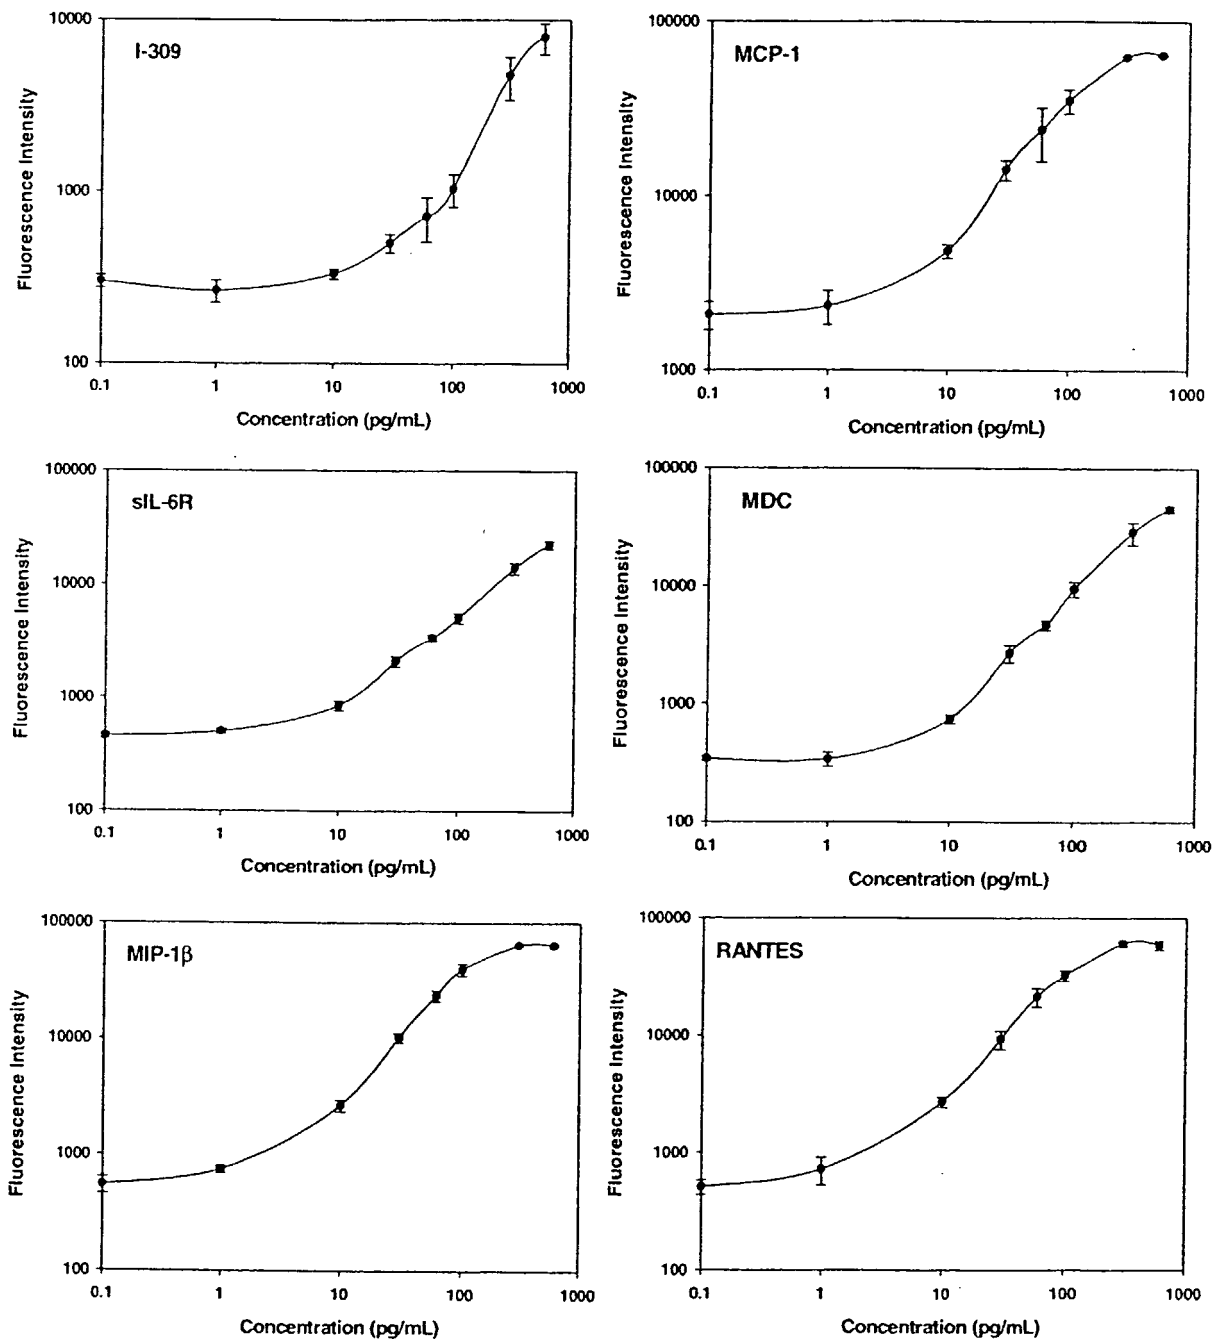 I-309
Fluorescence Intensity
10000
1000
100
0.1 1 10 100 1000
Concentration (pg/mL)
MCP-1
Fluorescence Intensity
100000
10000
1000
0.1 1 10 100 1000
Concentration (pg/mL)
sIL-6R
Fluorescence Intensity
100000
10000
1000
100
0.1 1 10 100 1000
Concentration (pg/mL)
MDC
Fluorescence Intensity
100000
10000
1000
100
0.1 1 10 100 1000
Concentration (pg/mL)
MIP-1β
Fluorescence Intensity
100000
10000
1000
100
0.1 1 10 100 1000
Concentration (pg/mL)
RANTES
Fluorescence Intensity
100000
10000
1000
100
0.1 1 10 100 1000
Concentration (pg/mL)